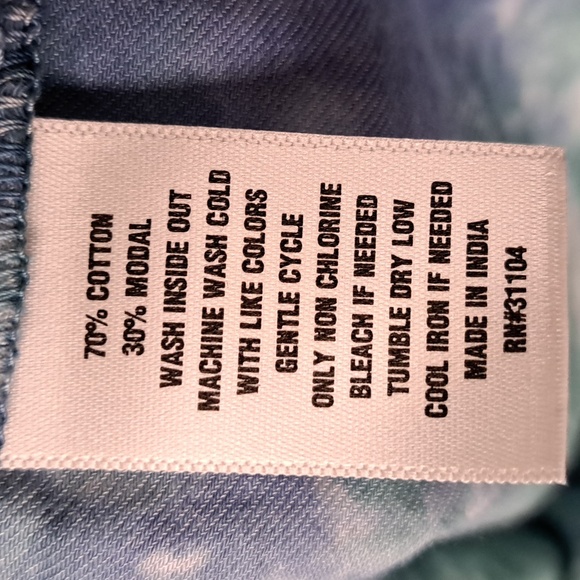 70% COTTON
30% MODAL
WASH INSIDE OUT
MACHINE WASH COLD
WITH LIKE COLORS
GENTLE CYCLE
ONLY NON CHLORINE
BLEACH IF NEEDED
TUMBLE DRY LOW
COOL IRON IF NEEDED
MADE IN INDIA
RN#31104